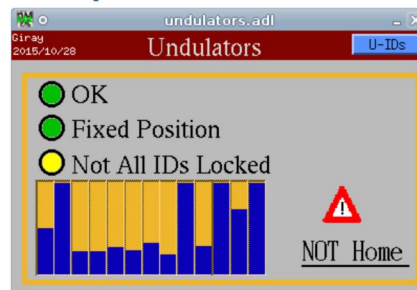 undulators.adl
Giray
2015/10/28
Undulators
U-IDs
OK
Fixed Position
Not All IDs Locked
NOT Home